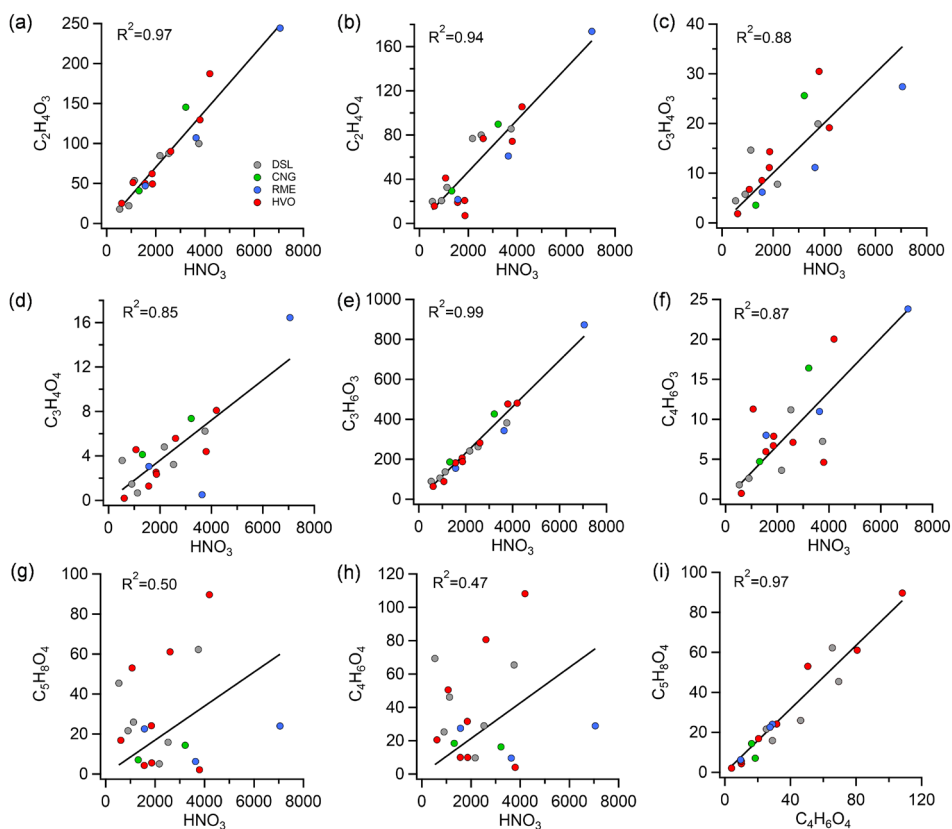 (a)
R2=0.97
C2H4O3
250
200
150
100
50
0
0 2000 4000 6000 8000
HNO3
DSL
CNG
RME
HVO
(b)
R2=0.94
C2H4O4
200
160
120
80
40
0
0 2000 4000 6000 8000
HNO3
(c)
R2=0.88
C3H4O3
40
30
20
10
0
0 2000 4000 6000 8000
HNO3
(d)
R2=0.85
C3H4O4
16
12
8
4
0
0 2000 4000 6000 8000
HNO3
(e)
R2=0.99
C3H6O3
1000
800
600
400
200
0
0 2000 4000 6000 8000
HNO3
(f)
R2=0.87
C4H6O3
25
20
15
10
5
0
0 2000 4000 6000 8000
HNO3
(g)
R2=0.50
C5H8O4
100
80
60
40
20
0
0 2000 4000 6000 8000
HNO3
(h)
R2=0.47
C4H6O4
120
100
80
60
40
20
0
0 2000 4000 6000 8000
HNO3
(i)
R2=0.97
C5H8O4
100
80
60
40
20
0
0 40 80 120
C4H6O4